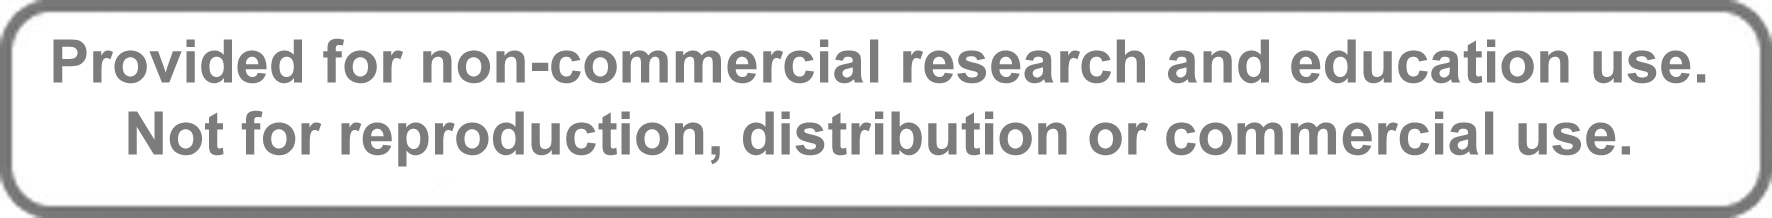 Provided for non-commercial research and education use.
Not for reproduction, distribution or commercial use.